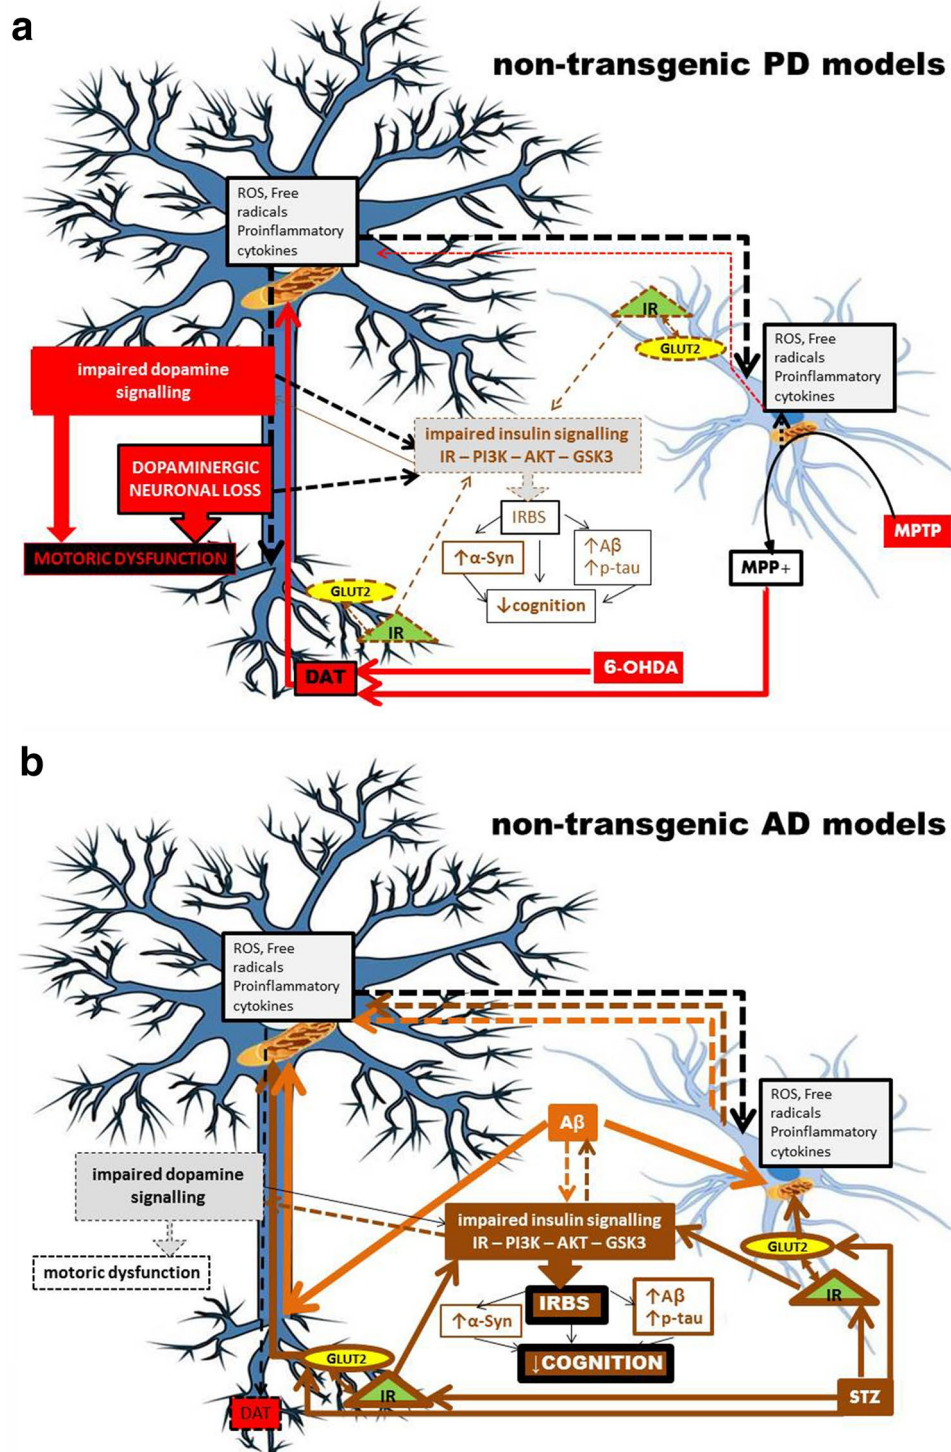 a
non-transgenic PD models
ROS, Free
radicals
Proinflammatory
cytokines
IR
GLUT2
ROS, Free
radicals
Proinflammatory
cytokines
impaired dopamine
signalling
impaired insulin signalling
IR – PI3K – AKT – GSK3
DOPAMINERGIC
NEURONAL LOSS
IRBS
MPTP
MOTORIC DYSFUNCTION
↑α-Syn
↑Aβ
↑p-tau
MPP+
GLUT2
↓cognition
IR
DAT
6-OHDA
b
non-transgenic AD models
ROS, Free
radicals
Proinflammatory
cytokines
ROS, Free
radicals
Proinflammatory
cytokines
Aβ
impaired dopamine
signalling
impaired insulin signalling
IR – PI3K – AKT – GSK3
GLUT2
motoric dysfunction
IRBS
IR
↑α-Syn
↑Aβ
↑p-tau
GLUT2
↓COGNITION
IR
STZ
DAT